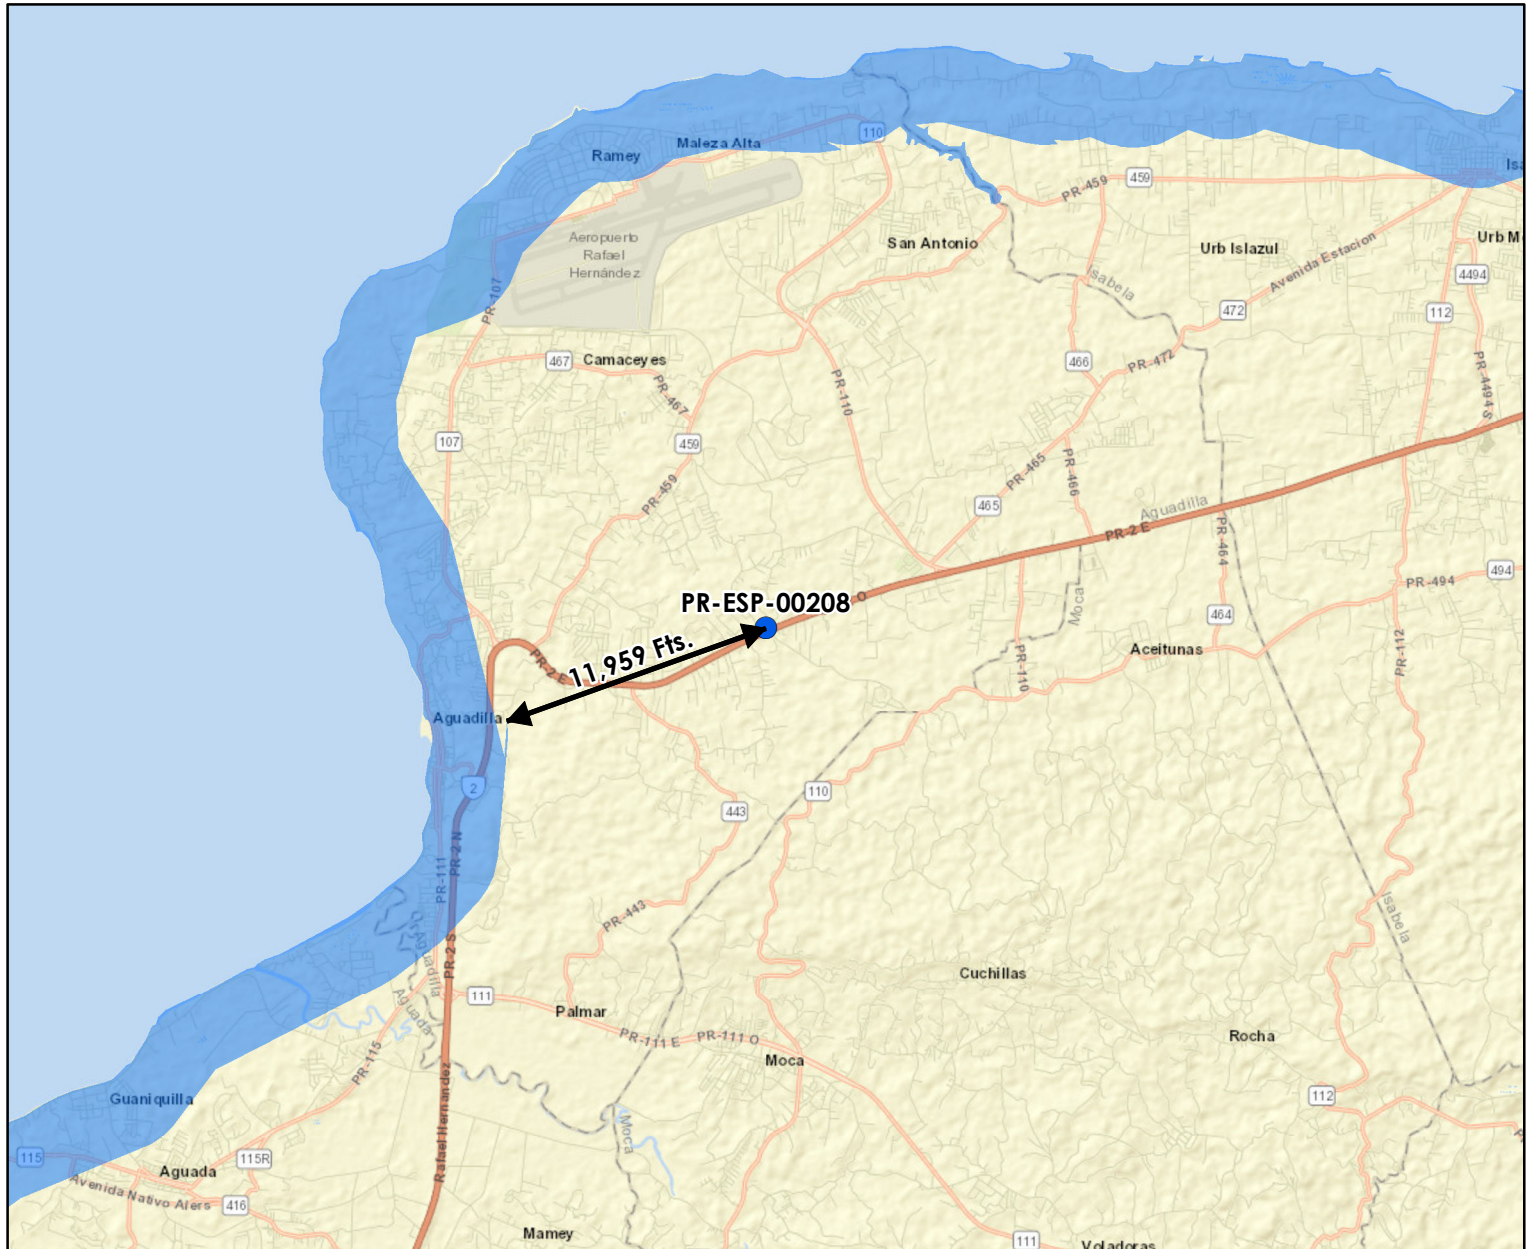 110
Maleza Alta
Ramey
Isa
PR-459
459
Aeropuerto
Rafael
Hernández
San Antonio
Urb Islazul
Urb M
Avenida Estacion
Isabela
4494
PR-107
472
112
467
Camaceyes
466
PR-472
PR-467
PR-110
PR-4494 S
107
459
PR-465
PR-466
PR-459
465
Aguadilla
PR-2 E
PR-464
494
PR-494
PR-ESP-00208
O
Moca
464
11,959 Fts.
PR-2 E
PR-110
Aceitunas
PR-112
Aguadilla
2
110
443
PR-2 N
PR-111
PR-443
Isabela
Aguadilla
PR-2 S
Cuchillas
111
Palmar
Aguada
PR-111 E
PR-111 O
Rocha
PR-115
Moca
Guaniquilla
112
Rafael Hernandez
Moca
115
115R
Aguada
Avenida Nativo Alers
416
Mamey
111
Voladoras